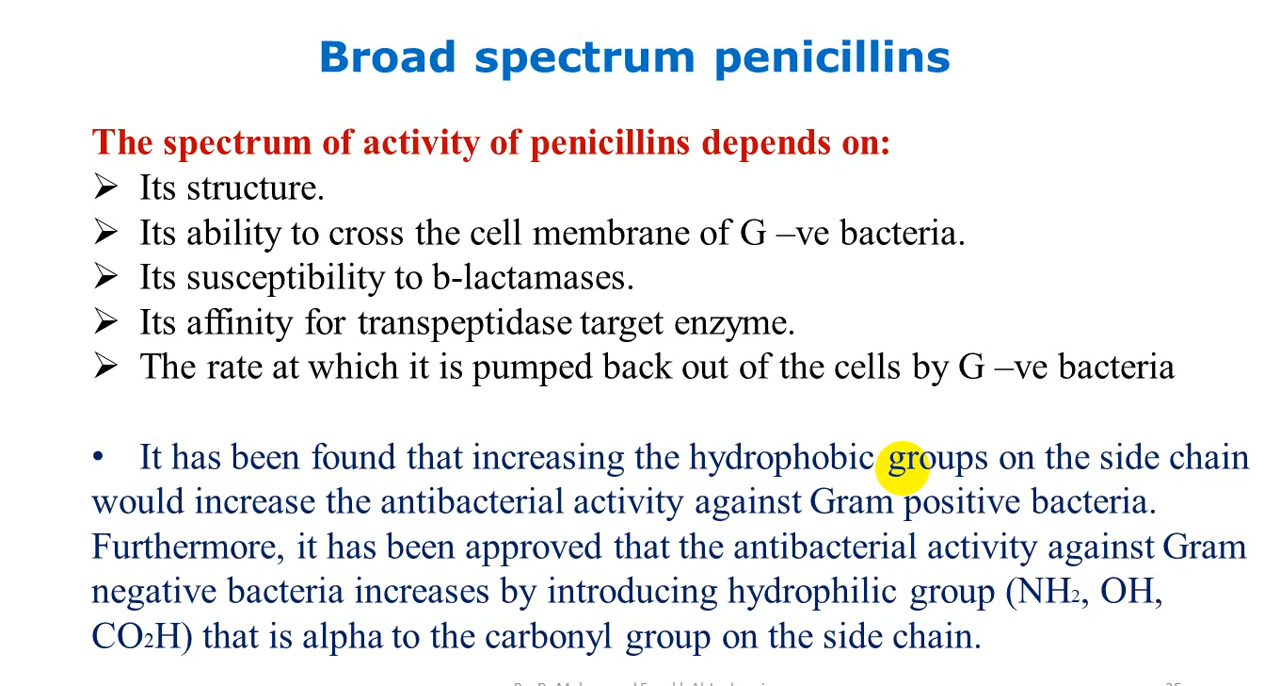 Broad spectrum penicillins
The spectrum of activity of penicillins depends on:
➢ Its structure.
➢ Its ability to cross the cell membrane of G –ve bacteria.
➢ Its susceptibility to b-lactamases.
➢ Its affinity for transpeptidase target enzyme.
➢ The rate at which it is pumped back out of the cells by G –ve bacteria
• It has been found that increasing the hydrophobic groups on the side chain
would increase the antibacterial activity against Gram positive bacteria.
Furthermore, it has been approved that the antibacterial activity against Gram
negative bacteria increases by introducing hydrophilic group (NH₂, OH,
CO₂H) that is alpha to the carbonyl group on the side chain.